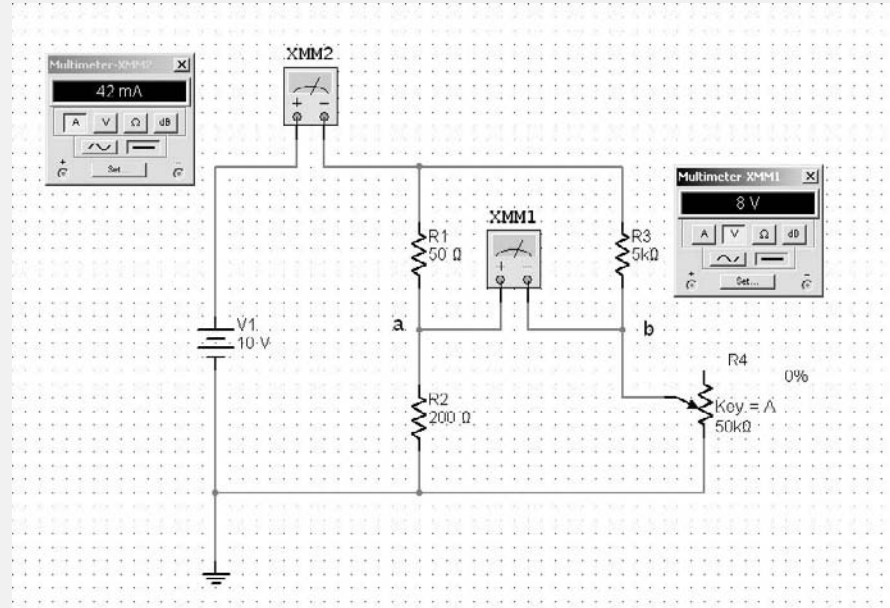 XMM2
Multimeter-XMM2
42 mA
A V Ω dB
+ Set... -
+ -
XMM1
+ -
Multimeter-XMM1
8 V
A V Ω dB
+ Set... -
R1
50 Ω
R3
5kΩ
a
b
V1
10 V
R2
200 Ω
R4
0%
Key = A
50kΩ